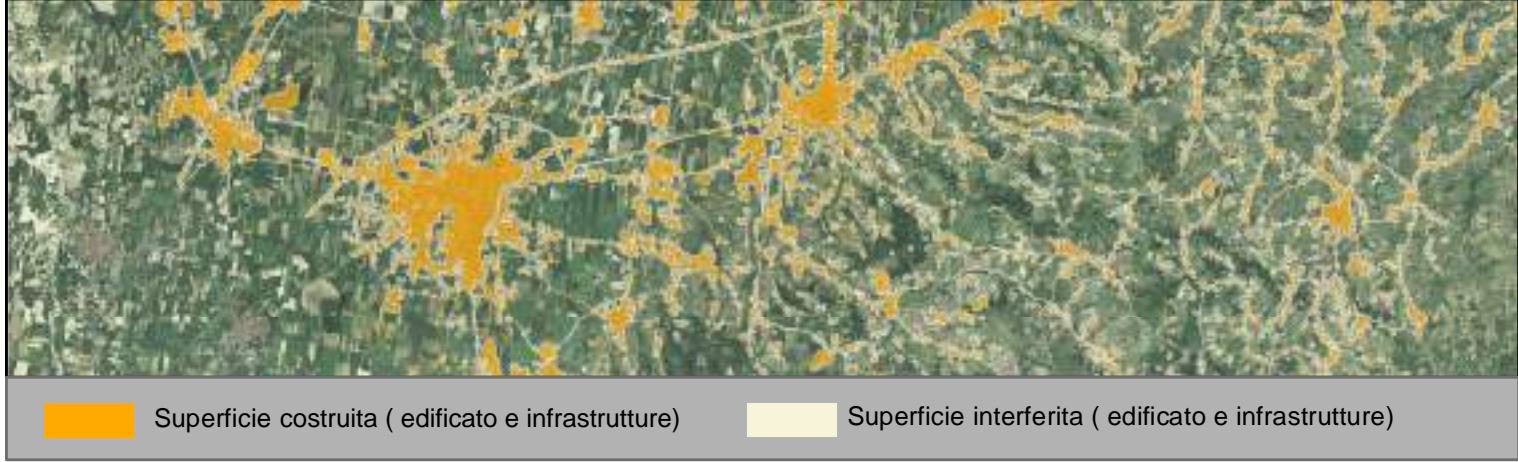 Superficie costruita ( edificato e infrastrutture)
Superficie interferita ( edificato e infrastrutture)